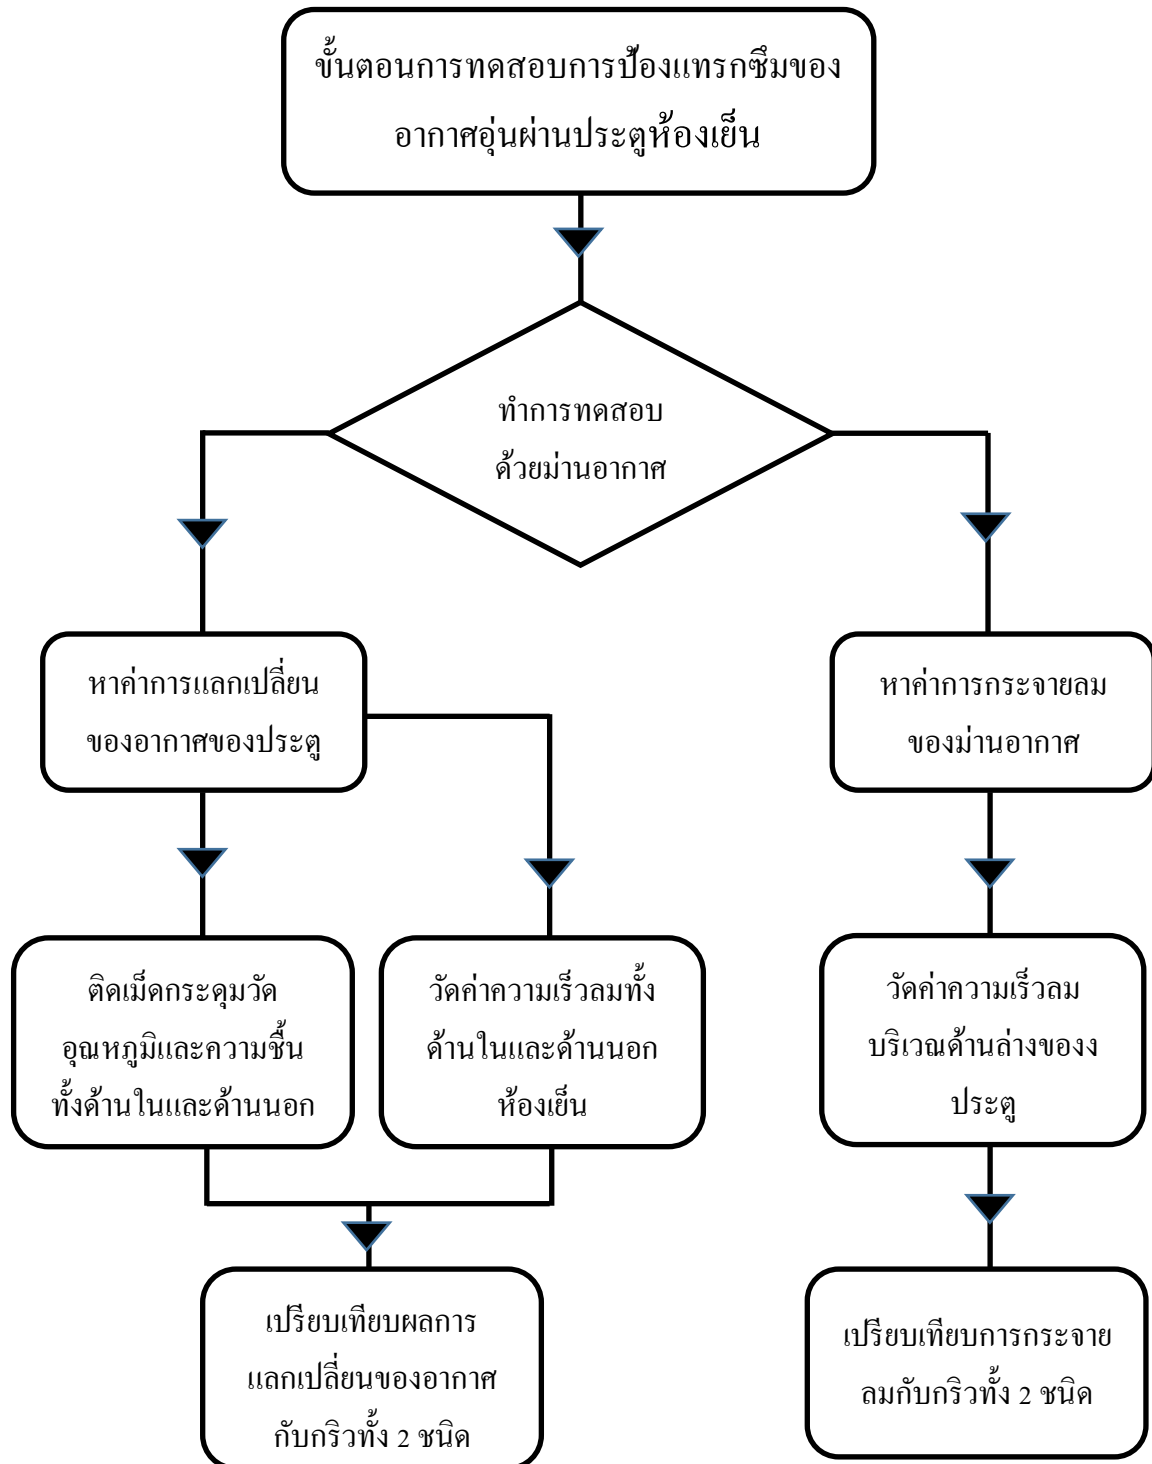 ขั้นตอนการทดสอบการป้องแทรกซึมของ
อากาศอุ่นผ่านประตูห้องเย็น
ทำการทดสอบ
ด้วยม่านอากาศ
หาค่าการแลกเปลี่ยน
ของอากาศของประตู
หาค่าการกระจายลม
ของม่านอากาศ
ติดเม็ดกระดุมวัด
อุณหภูมิและความชื้น
ทั้งด้านในและด้านนอก
วัดค่าความเร็วลมทั้ง
ด้านในและด้านนอก
ห้องเย็น
วัดค่าความเร็วลม
บริเวณด้านล่างของง
ประตู
เปรียบเทียบผลการ
แลกเปลี่ยนของอากาศ
กับกริวทั้ง 2 ชนิด
เปรียบเทียบการกระจาย
ลมกับกริวทั้ง 2 ชนิด